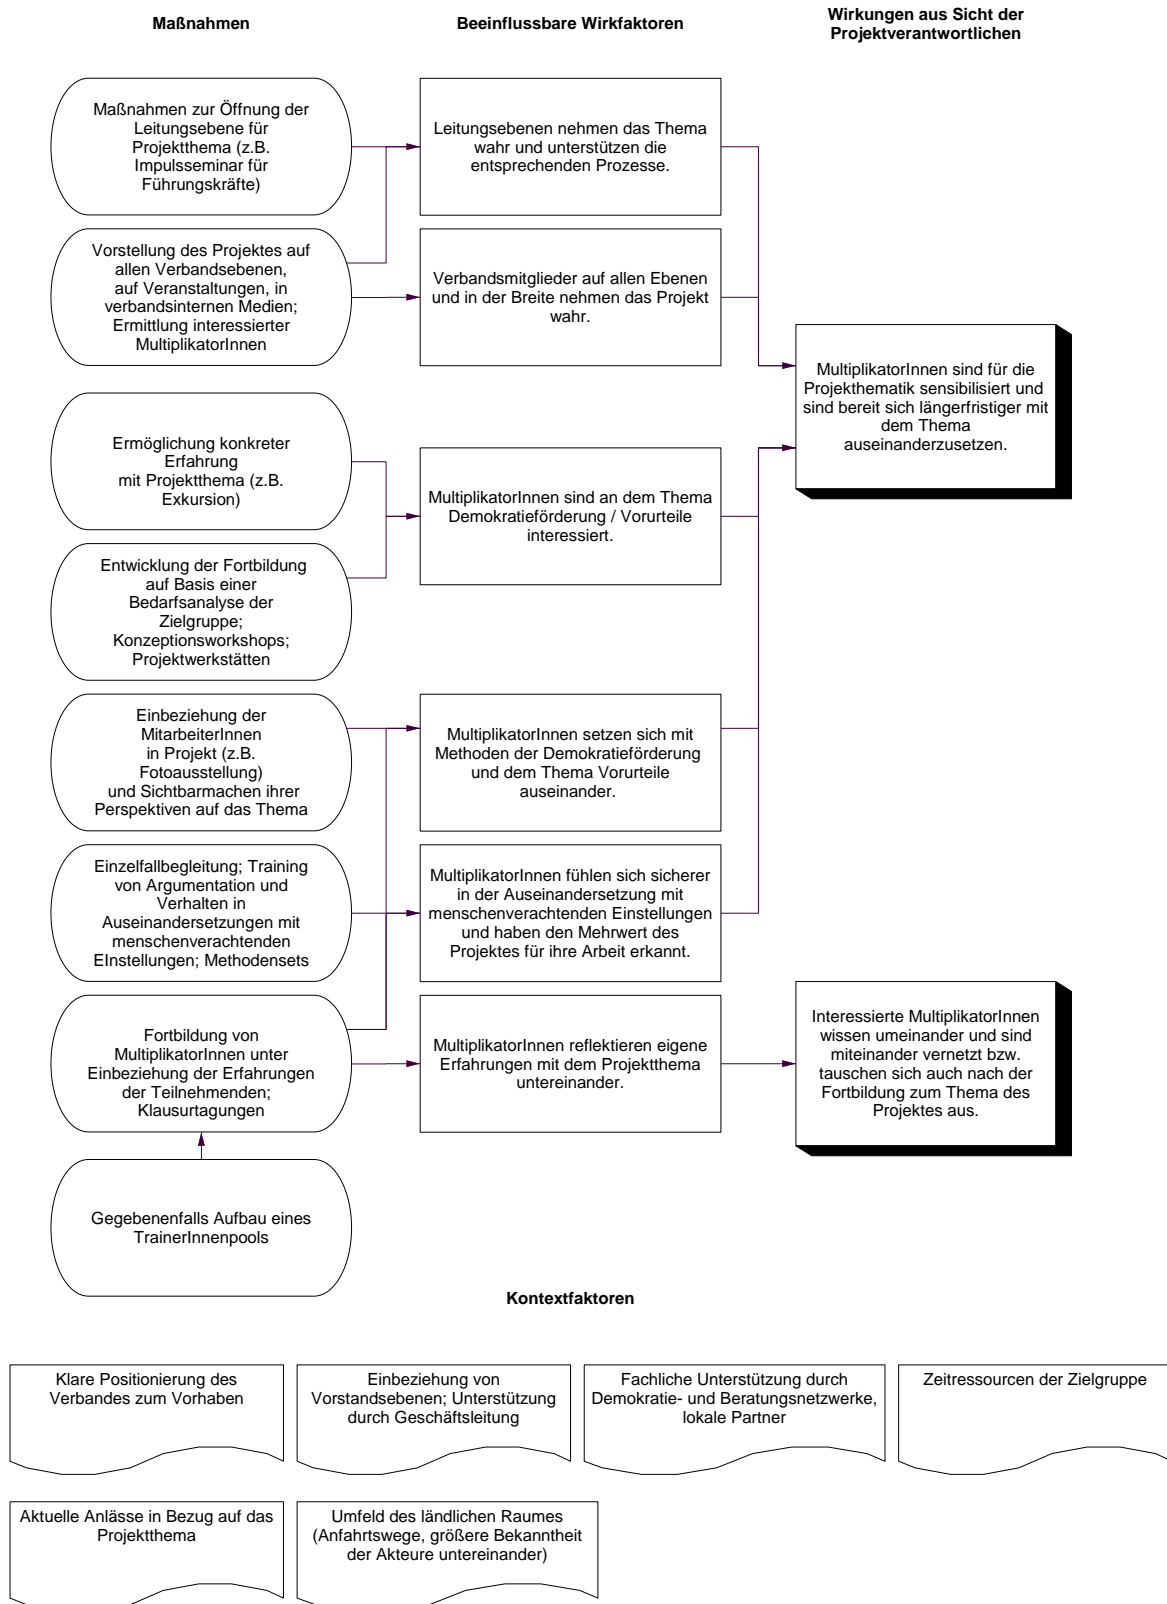 Maßnahmen
Beeinflussbare Wirkfaktoren
Wirkungen aus Sicht der
Projektverantwortlichen
Maßnahmen zur Öffnung der
Leitungsebene für
Projektthema (z.B.
Impulsseminar für
Führungskräfte)
Leitungsebenen nehmen das Thema
wahr und unterstützen die
entsprechenden Prozesse.
Vorstellung des Projektes auf
allen Verbandsebenen,
auf Veranstaltungen, in
verbandsinternen Medien;
Ermittlung interessierter
MultiplikatorInnen
Verbandsmitglieder auf allen Ebenen
und in der Breite nehmen das Projekt
wahr.
MultiplikatorInnen sind für die
Projekthematik sensibilisiert und
sind bereit sich längerfristiger mit
dem Thema
auseinanderzusetzen.
Ermöglichung konkreter
Erfahrung
mit Projektthema (z.B.
Exkursion)
MultiplikatorInnen sind an dem Thema
Demokratieförderung / Vorurteile
interessiert.
Entwicklung der Fortbildung
auf Basis einer
Bedarfsanalyse der
Zielgruppe;
Konzeptionsworkshops;
Projektwerkstätten
Einbeziehung der
MitarbeiterInnen
in Projekt (z.B.
Fotoausstellung)
und Sichtbarmachen ihrer
Perspektiven auf das Thema
MultiplikatorInnen setzen sich mit
Methoden der Demokratieförderung
und dem Thema Vorurteile
auseinander.
Einzelfallbegleitung; Training
von Argumentation und
Verhalten in
Auseinandersetzungen mit
menschenverachtenden
EInstellungen; Methodensets
MultiplikatorInnen fühlen sich sicherer
in der Auseinandersetzung mit
menschenverachtenden Einstellungen
und haben den Mehrwert des
Projektes für ihre Arbeit erkannt.
Fortbildung von
MultiplikatorInnen unter
Einbeziehung der Erfahrungen
der Teilnehmenden;
Klausurtagungen
MultiplikatorInnen reflektieren eigene
Erfahrungen mit dem Projektthema
untereinander.
Interessierte MultiplikatorInnen
wissen umeinander und sind
miteinander vernetzt bzw.
tauschen sich auch nach der
Fortbildung zum Thema des
Projektes aus.
Gegebenenfalls Aufbau eines
TrainerInnenpools
Kontextfaktoren
Klare Positionierung des
Verbandes zum Vorhaben
Einbeziehung von
Vorstandsebenen; Unterstützung
durch Geschäftsleitung
Fachliche Unterstützung durch
Demokratie- und Beratungsnetzwerke,
lokale Partner
Zeitressourcen der Zielgruppe
Aktuelle Anlässe in Bezug auf das
Projektthema
Umfeld des ländlichen Raumes
(Anfahrtswege, größere Bekanntheit
der Akteure untereinander)